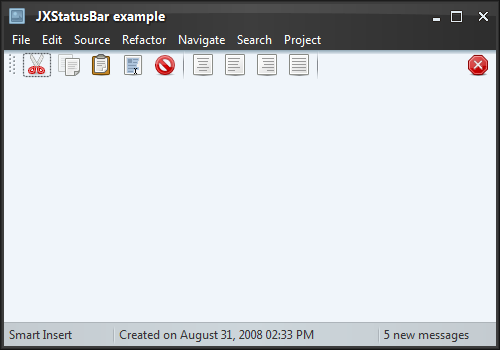 JXStatusBar example
File Edit Source Refactor Navigate Search Project
Smart Insert Created on August 31, 2008 02:33 PM 5 new messages